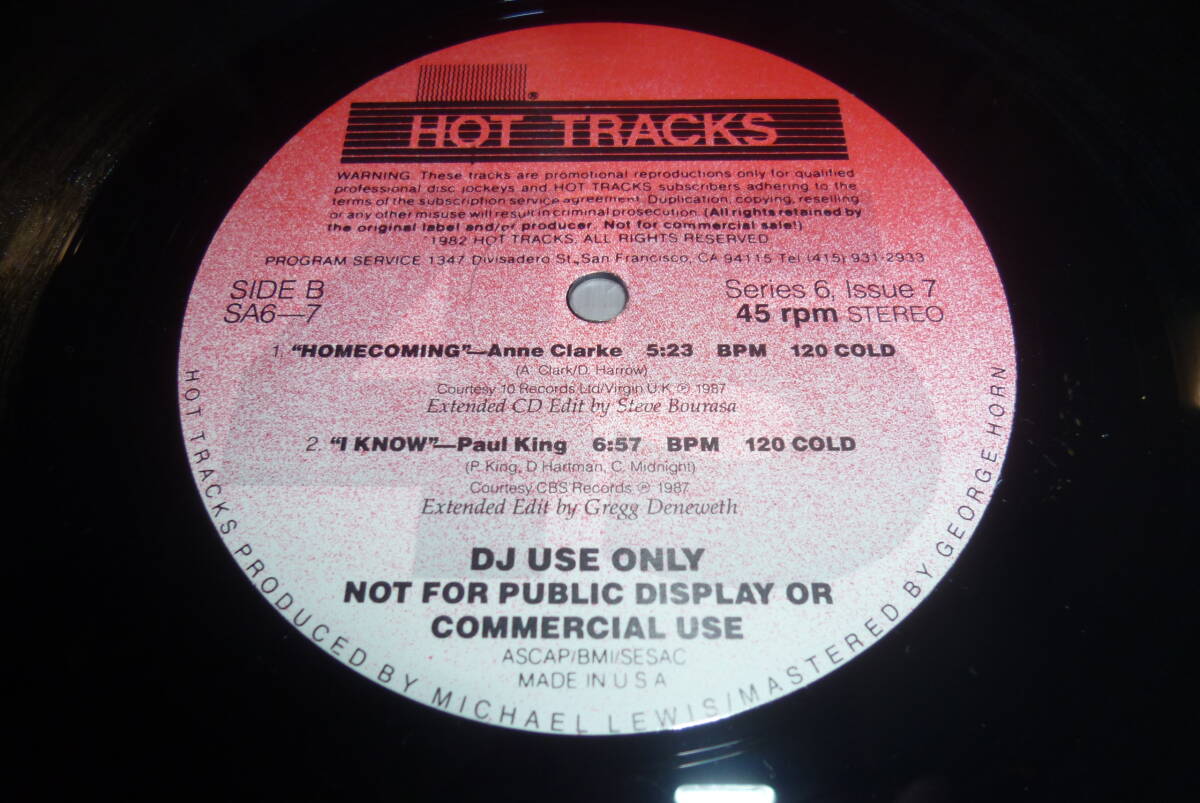 ®
HOT TRACKS
WARNING. These tracks are promotional reproductions only for qualified
professional disc jockeys and HOT TRACKS subscribers adhering to the
terms of the subscription service agreement. Duplication, copying, reselling
or any other misuse will result in criminal prosecution. (All rights retained by
the original label and/or producer. Not for commercial sale!)
1982 HOT TRACKS. ALL RIGHTS RESERVED
PROGRAM SERVICE 1347 Divisadero St., San Francisco, CA 94115 Tel (415) 931-2933
SIDE B
SA6—7
Series 6, Issue 7
45 rpm STEREO
1. "HOMECOMING"—Anne Clarke 5:23 BPM 120 COLD
(A. Clark/D. Harrow)
Courtesy 10 Records Ltd/Virgin U.K. ℗ 1987
Extended CD Edit by Steve Bourasa
2. "I KNOW"—Paul King 6:57 BPM 120 COLD
(P. King, D. Hartman, C. Midnight)
Courtesy CBS Records ℗ 1987
Extended Edit by Gregg Deneweth
DJ USE ONLY
NOT FOR PUBLIC DISPLAY OR
COMMERCIAL USE
ASCAP/BMI/SESAC
MADE IN U S A
HOT TRACKS PRODUCED BY MICHAEL LEWIS/MASTERED BY GEORGE HORN